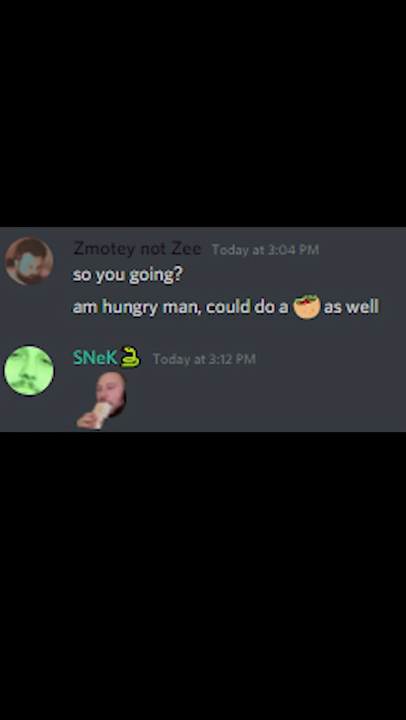 Zmotey not Zee Today at 3:04 PM
so you going?
am hungry man, could do a 🥙 as well
SNeK🐍 Today at 3:12 PM